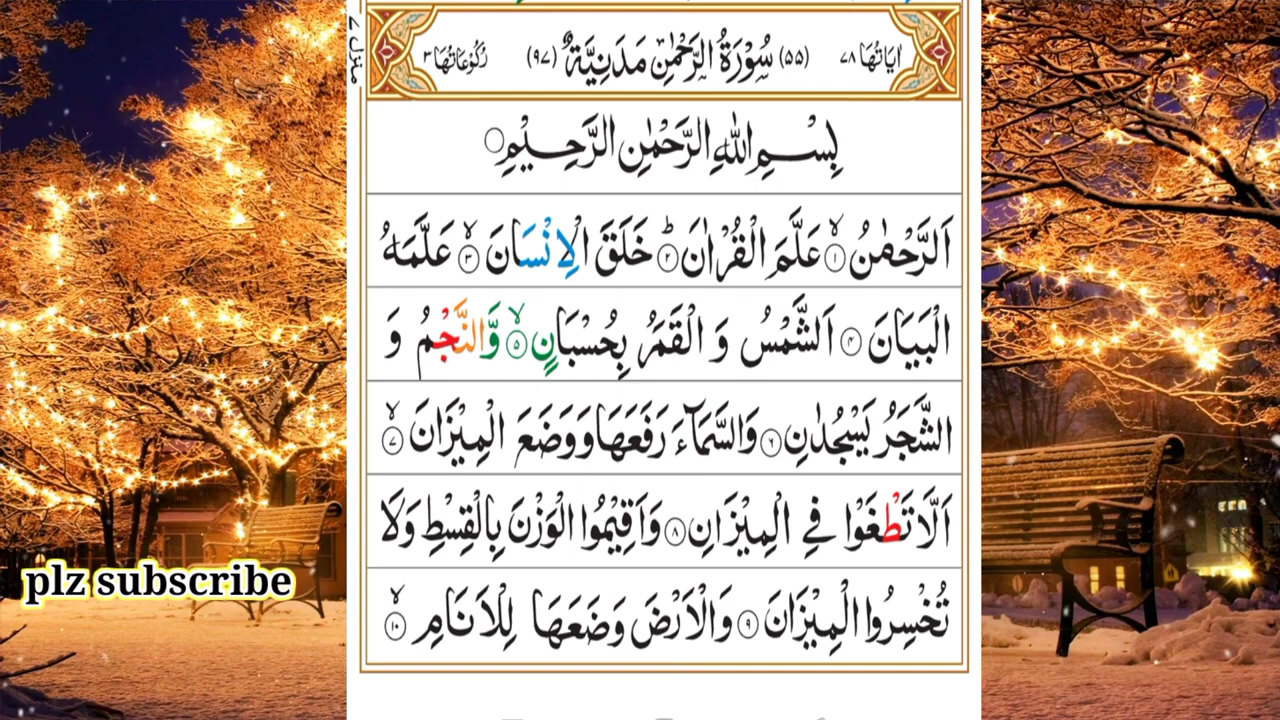 منزل ۷
اٰيَاتُهَا ۷۸ (۵۵) سُوْرَةُ الرَّحْمٰنِ مَدَنِيَّةٌ (۹۷) رُكُوْعَاتُهَا ۳
بِسْمِ اللّٰهِ الرَّحْمٰنِ الرَّحِيْمِ
اَلرَّحْمٰنُ ۙ﴿۱﴾ عَلَّمَ الْقُرْاٰنَ ؕ﴿۲﴾ خَلَقَ الْاِنْسَانَ ۙ﴿۳﴾ عَلَّمَهُ
الْبَيَانَ ﴿۴﴾ اَلشَّمْسُ وَ الْقَمَرُ بِحُسْبَانٍ ۙ﴿۵﴾ وَّالنَّجْمُ وَ
الشَّجَرُ يَسْجُدٰنِ ﴿۶﴾ وَالسَّمَآءَ رَفَعَهَا وَوَضَعَ الْمِيْزَانَ ۙ﴿۷﴾
اَلَّا تَطْغَوْا فِي الْمِيْزَانِ ﴿۸﴾ وَاَقِيْمُوا الْوَزْنَ بِالْقِسْطِ وَلَا
تُخْسِرُوا الْمِيْزَانَ ﴿۹﴾ وَالْاَرْضَ وَضَعَهَا لِلْاَنَامِ ۙ﴿۱۰﴾
plz subscribe